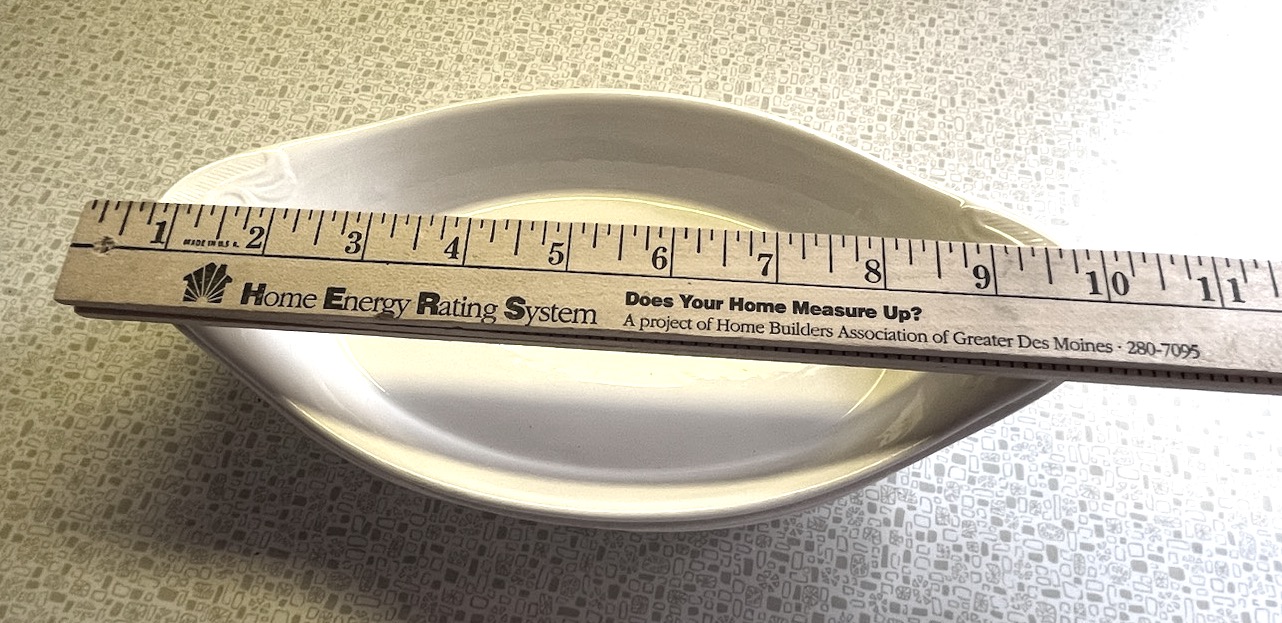 1 2 3 4 5 6 7 8 9 10 11
MADE IN U.S.A.
Home Energy Rating System
Does Your Home Measure Up?
A project of Home Builders Association of Greater Des Moines · 280-7095